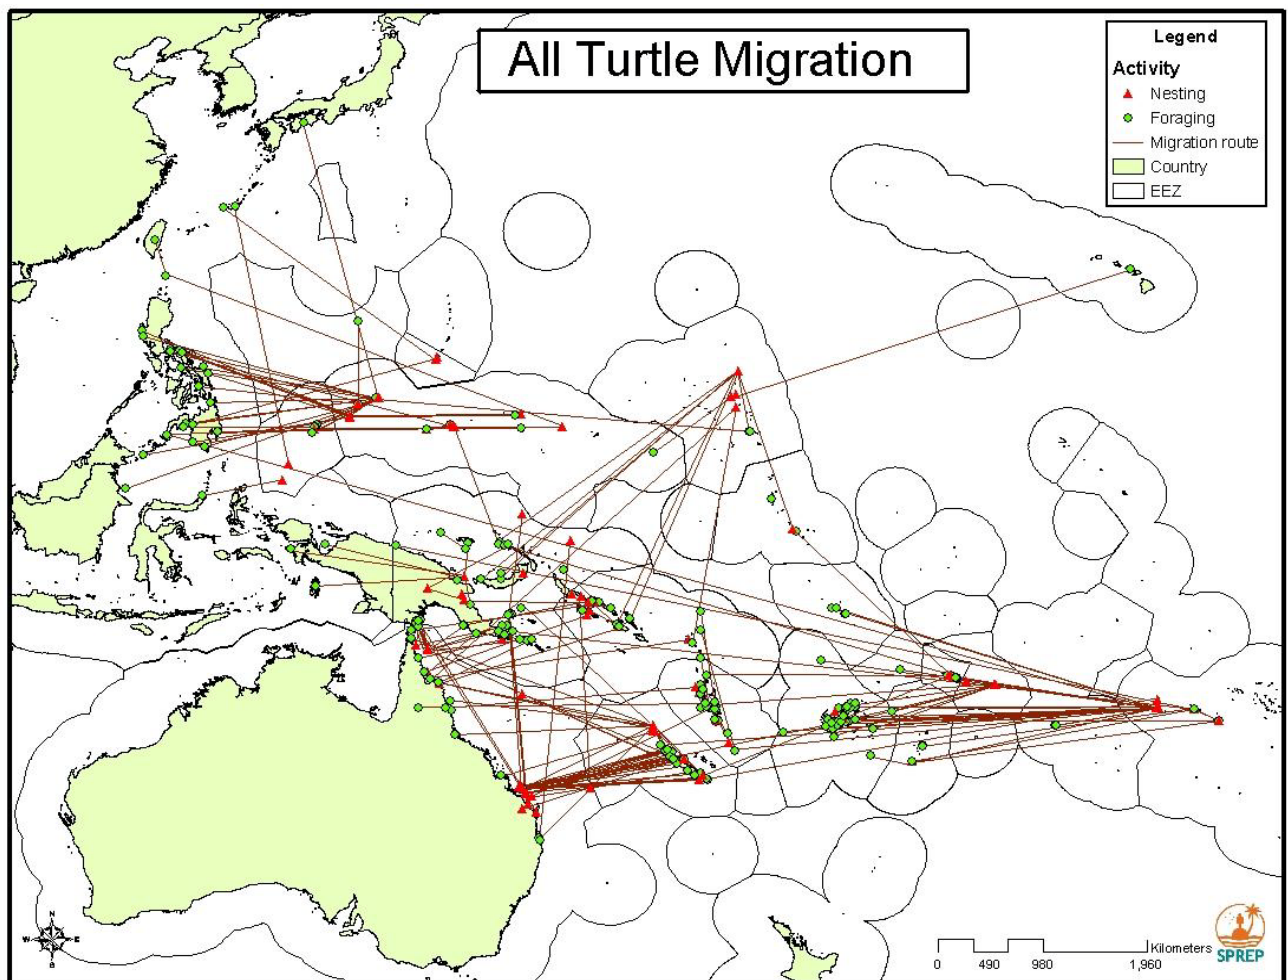 All Turtle Migration
Legend
Activity
Nesting
Foraging
Migration route
Country
EEZ
N
W E
S
Kilometers
0 490 980 1,960
SPREP